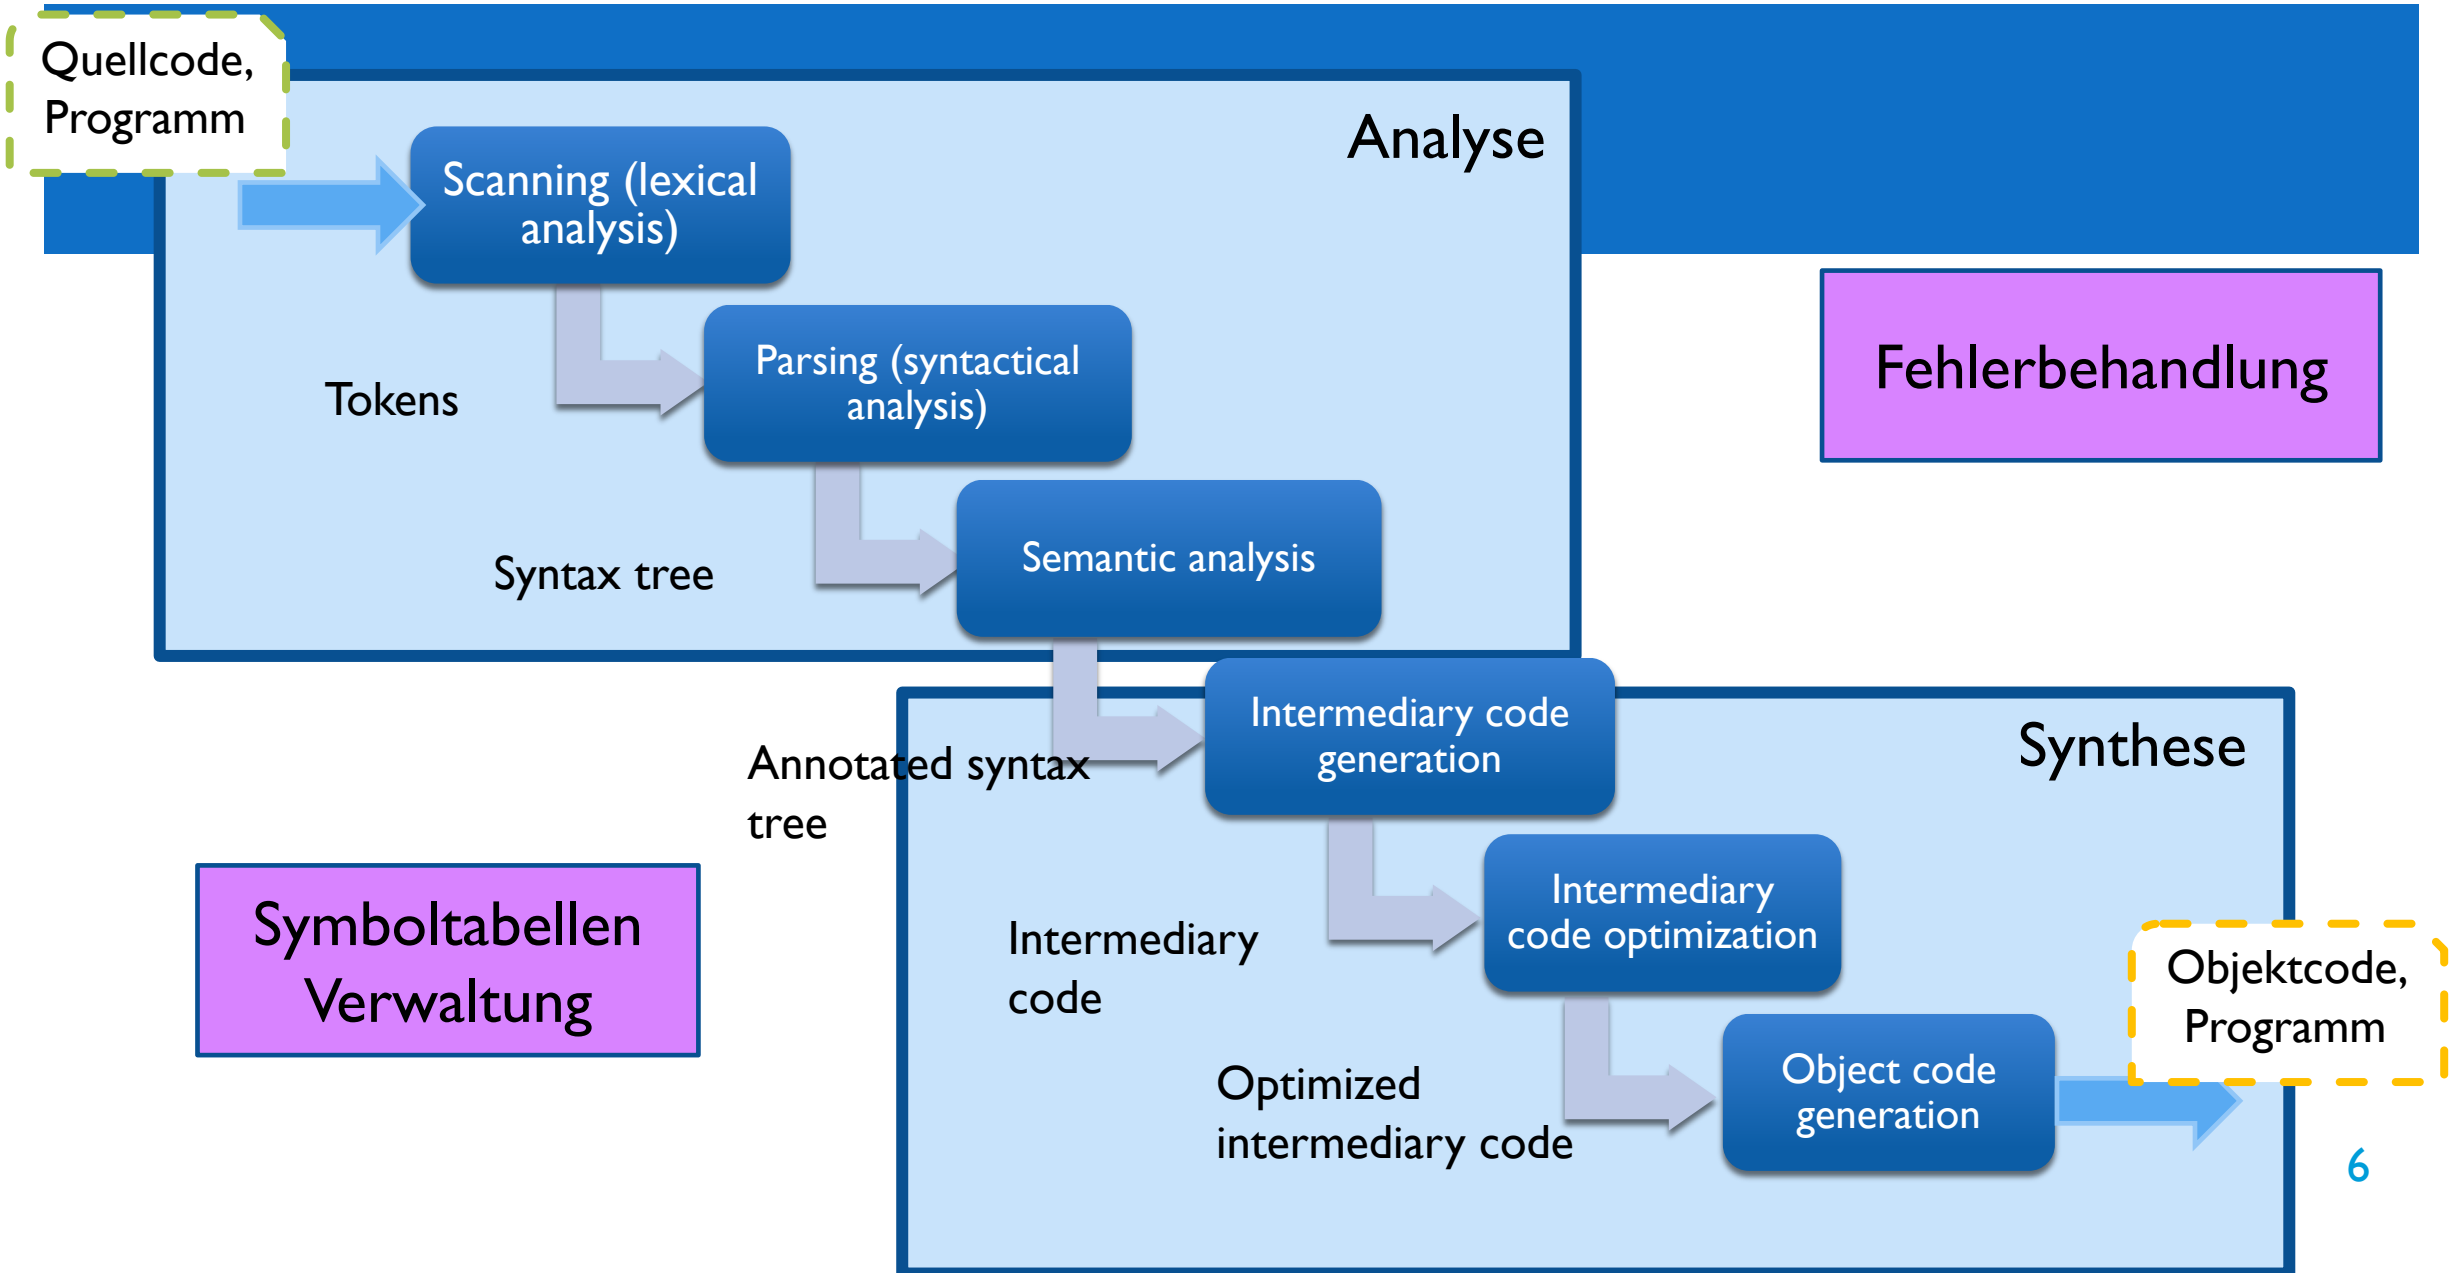 Quellcode,
Programm
Analyse
Scanning (lexical
analysis)
Tokens
Parsing (syntactical
analysis)
Fehlerbehandlung
Syntax tree
Semantic analysis
Annotated syntax
tree
Intermediary code
generation
Synthese
Symboltabellen
Verwaltung
Intermediary
code
Intermediary
code optimization
Objektcode,
Programm
Optimized
intermediary code
Object code
generation
6